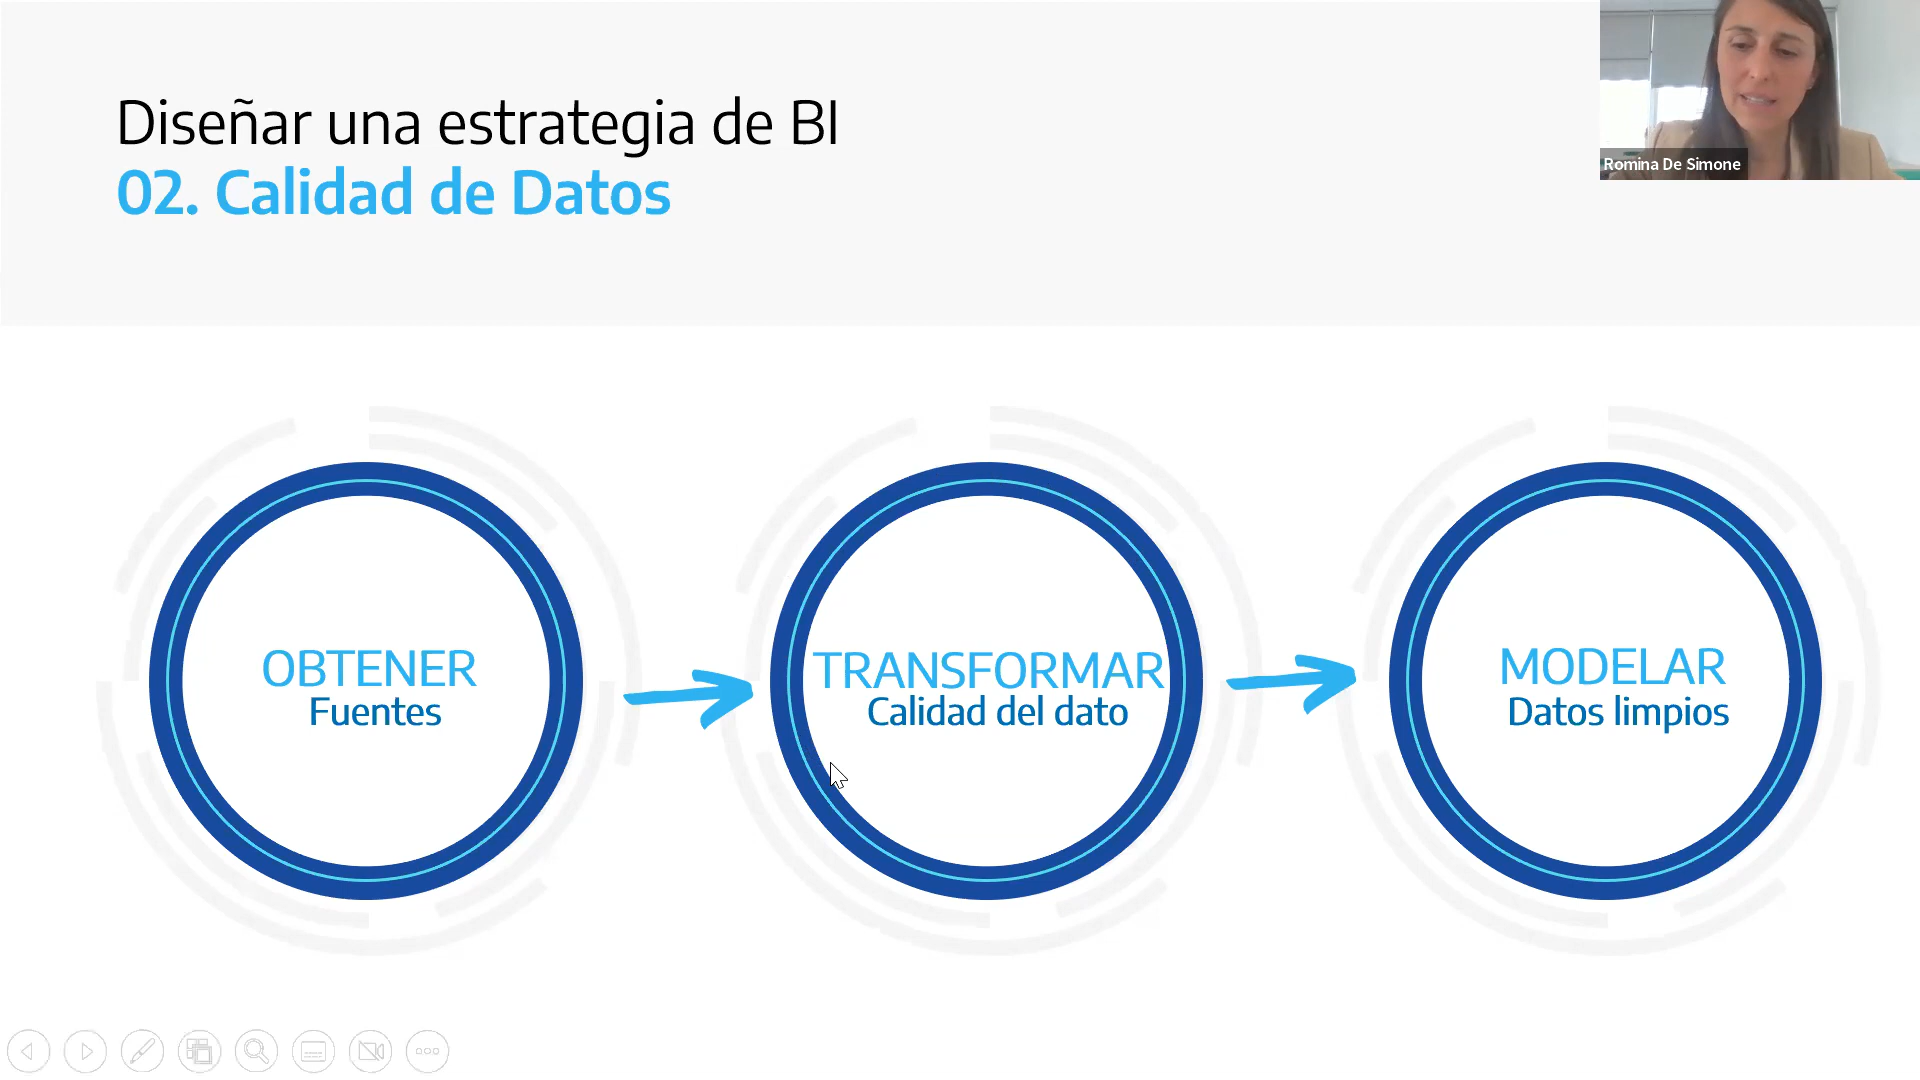 Diseñar una estrategia de BI
02. Calidad de Datos
Romina De Simone
OBTENER
Fuentes
TRANSFORMAR
Calidad del dato
MODELAR
Datos limpios